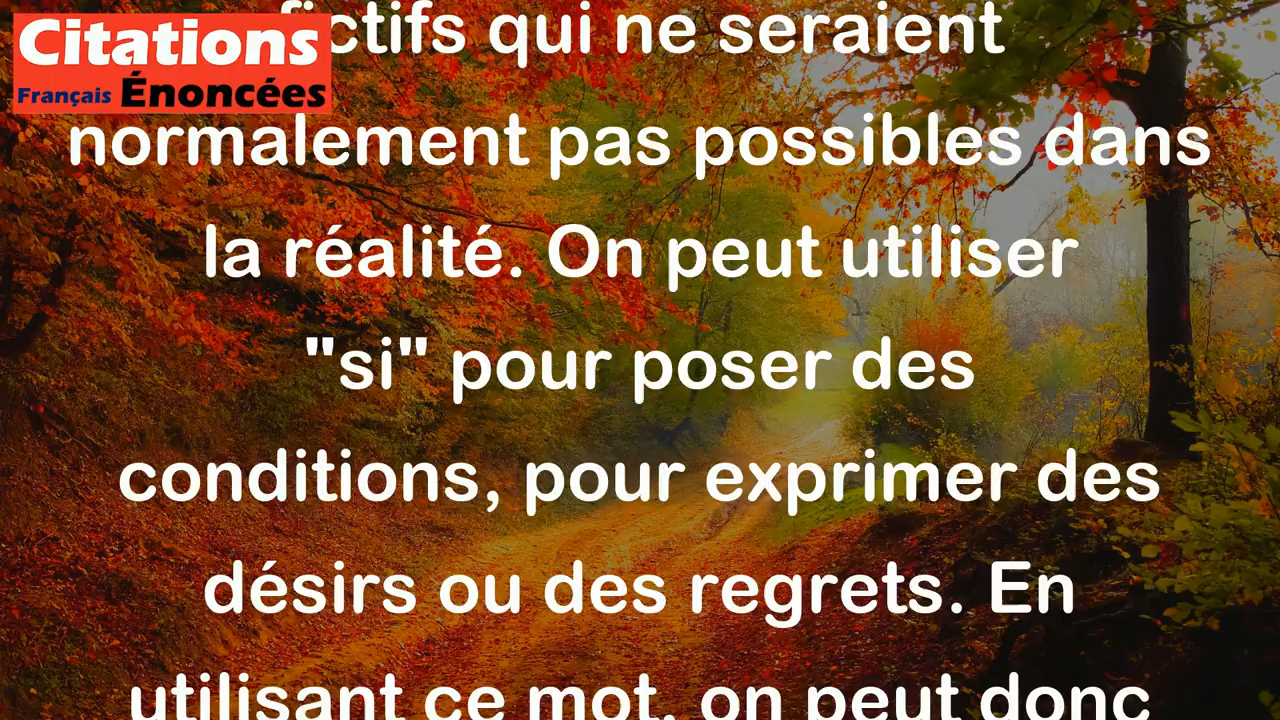 Citations
Français Énoncées
fictifs qui ne seraient
normalement pas possibles dans
la réalité. On peut utiliser
"si" pour poser des
conditions, pour exprimer des
désirs ou des regrets. En
utilisant ce mot, on peut donc